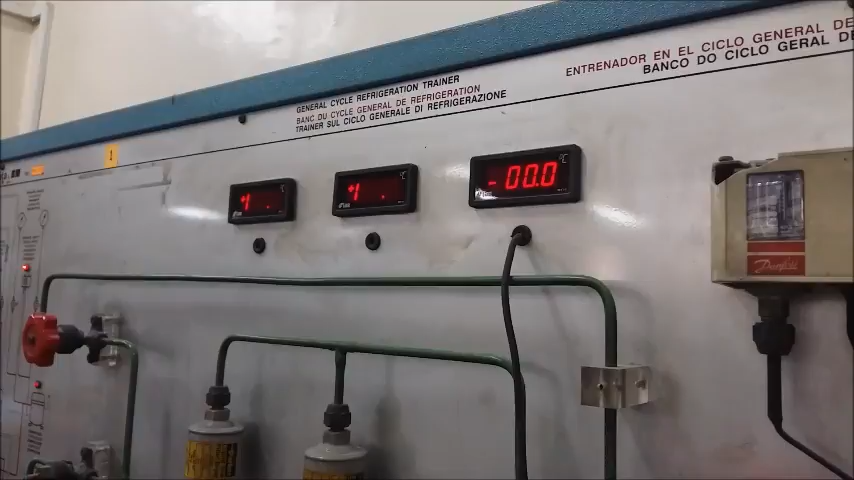 GENERAL CYCLE REFRIGERATION TRAINER
BANC DU CYCLE GENERAL DE REFRIGERATION
TRAINER SUL CICLO GENERALE DI REFRIGERAZIONE
ENTRENADOR EN EL CICLO GENERAL DE
BANCO DO CICLO GERAL DE
1
-1 .
-1 .
- 00.0
°C
°C
°C
Danfoss